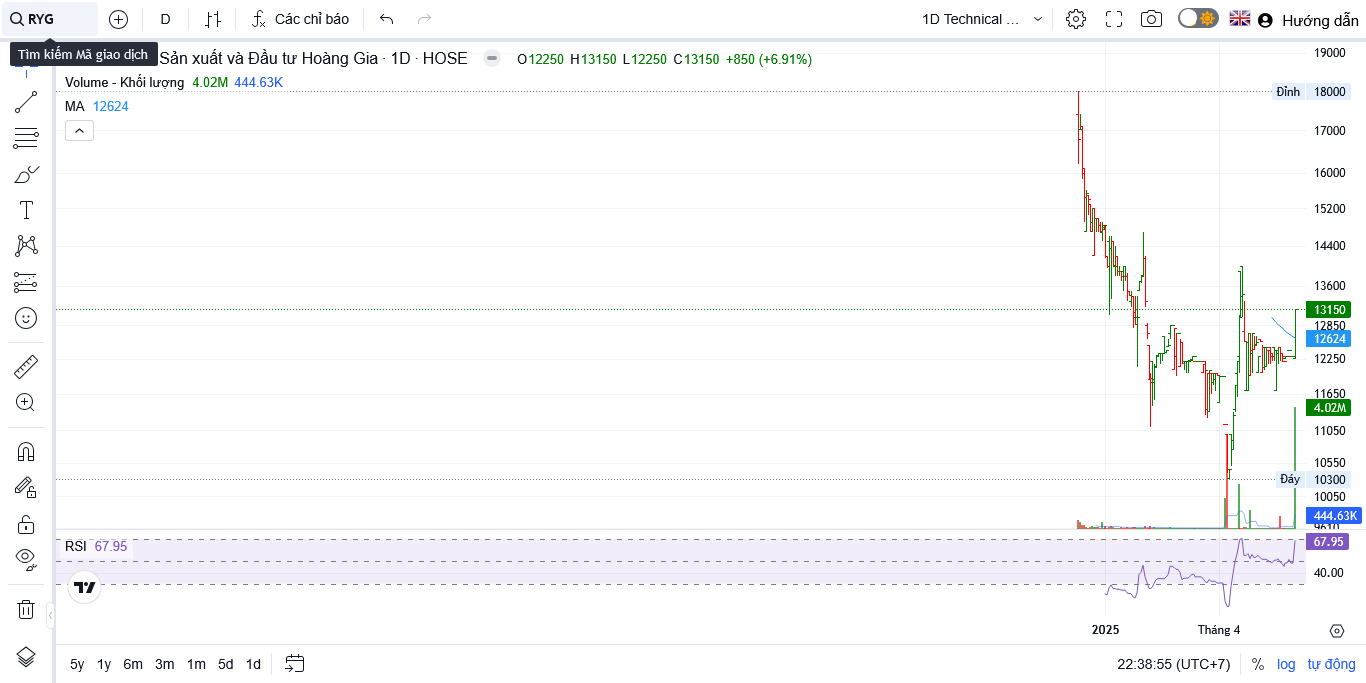 RYG
D
Các chỉ báo
1D Technical ...
Hướng dẫn
Tìm kiếm Mã giao dịch
Sản xuất và Đầu tư Hoàng Gia · 1D · HOSE
O12250 H13150 L12250 C13150 +850 (+6.91%)
Volume - Khối lượng 4.02M 444.63K
MA 12624
19000
Đỉnh 18000
17000
16000
15200
14400
13600
13150
12850
12624
12250
11650
4.02M
11050
10550
Đáy 10300
10050
444.63K
9610
RSI 67.95
67.95
40.00
2025
Tháng 4
5y 1y 6m 3m 1m 5d 1d
22:38:55 (UTC+7)
% log tự động